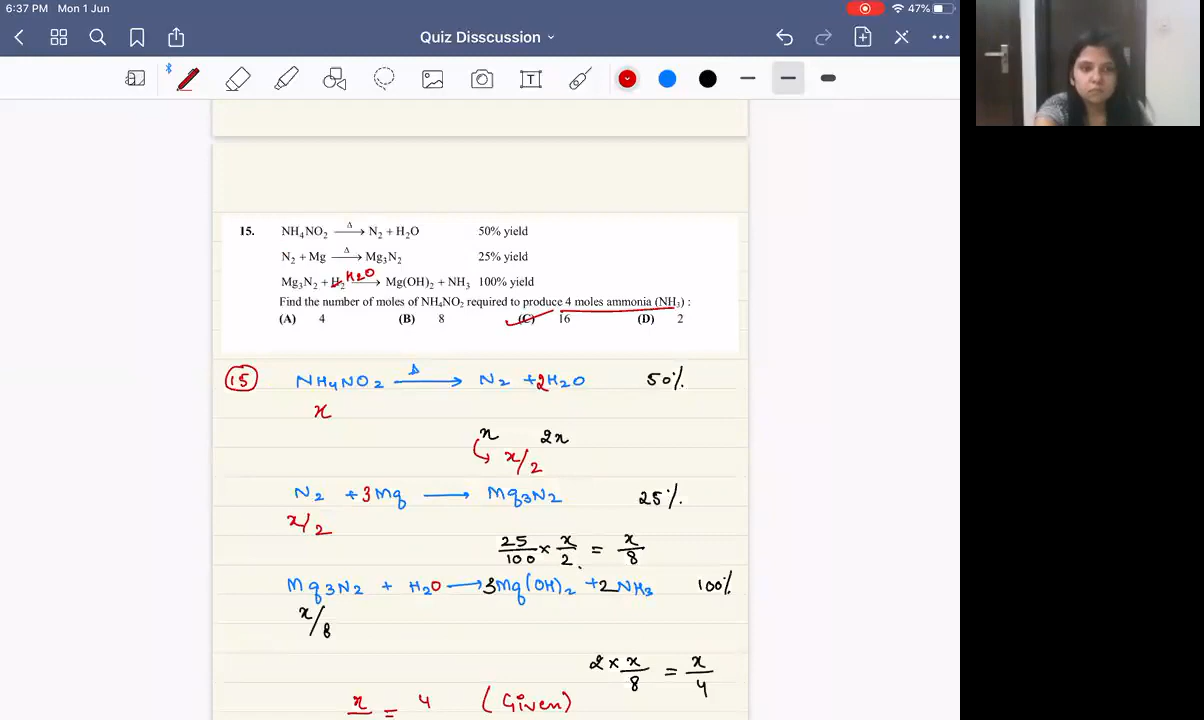 6:37 PM Mon 1 Jun
47%
Quiz Disscussion
15. NH₄NO₂ —Δ→ N₂ + H₂O 50% yield
N₂ + Mg —Δ→ Mg₃N₂ 25% yield
Mg₃N₂ + H₂ H₂O → Mg(OH)₂ + NH₃ 100% yield
Find the number of moles of NH₄NO₂ required to produce 4 moles ammonia (NH₃) :
(A) 4 (B) 8 (C) 16 (D) 2
15 NH₄NO₂ —Δ→ N₂ + 2H₂O 50%
x
x 2x
x/2
N₂ + 3Mg → Mg₃N₂ 25%.
x/2
25/100 × x/2 = x/8
Mg₃N₂ + H₂O → 3Mg(OH)₂ + 2NH₃ 100%
x/8
2 × x/8 = x/4
x = 4 (Given)